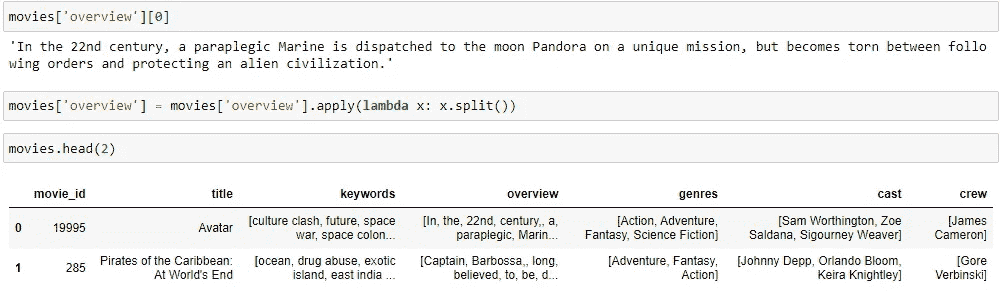 movies['overview'][0]
'In the 22nd century, a paraplegic Marine is dispatched to the moon Pandora on a unique mission, but becomes torn between follo
wing orders and protecting an alien civilization.'
movies['overview'] = movies['overview'].apply(lambda x: x.split())
movies.head(2)
movie_id title keywords overview genres cast crew
0 19995 Avatar [culture clash, future, space [In, the, 22nd, century,, a, [Action, Adventure, [Sam Worthington, Zoe [James
war, space colon... paraplegic, Marin... Fantasy, Science Fiction] Saldana, Sigourney Weaver] Cameron]
1 285 Pirates of the Caribbean: [ocean, drug abuse, exotic [Captain, Barbossa,, long, [Adventure, Fantasy, [Johnny Depp, Orlando Bloom, [Gore
At World's End island, east india ... believed, to, be, d... Action] Keira Knightley] Verbinski]